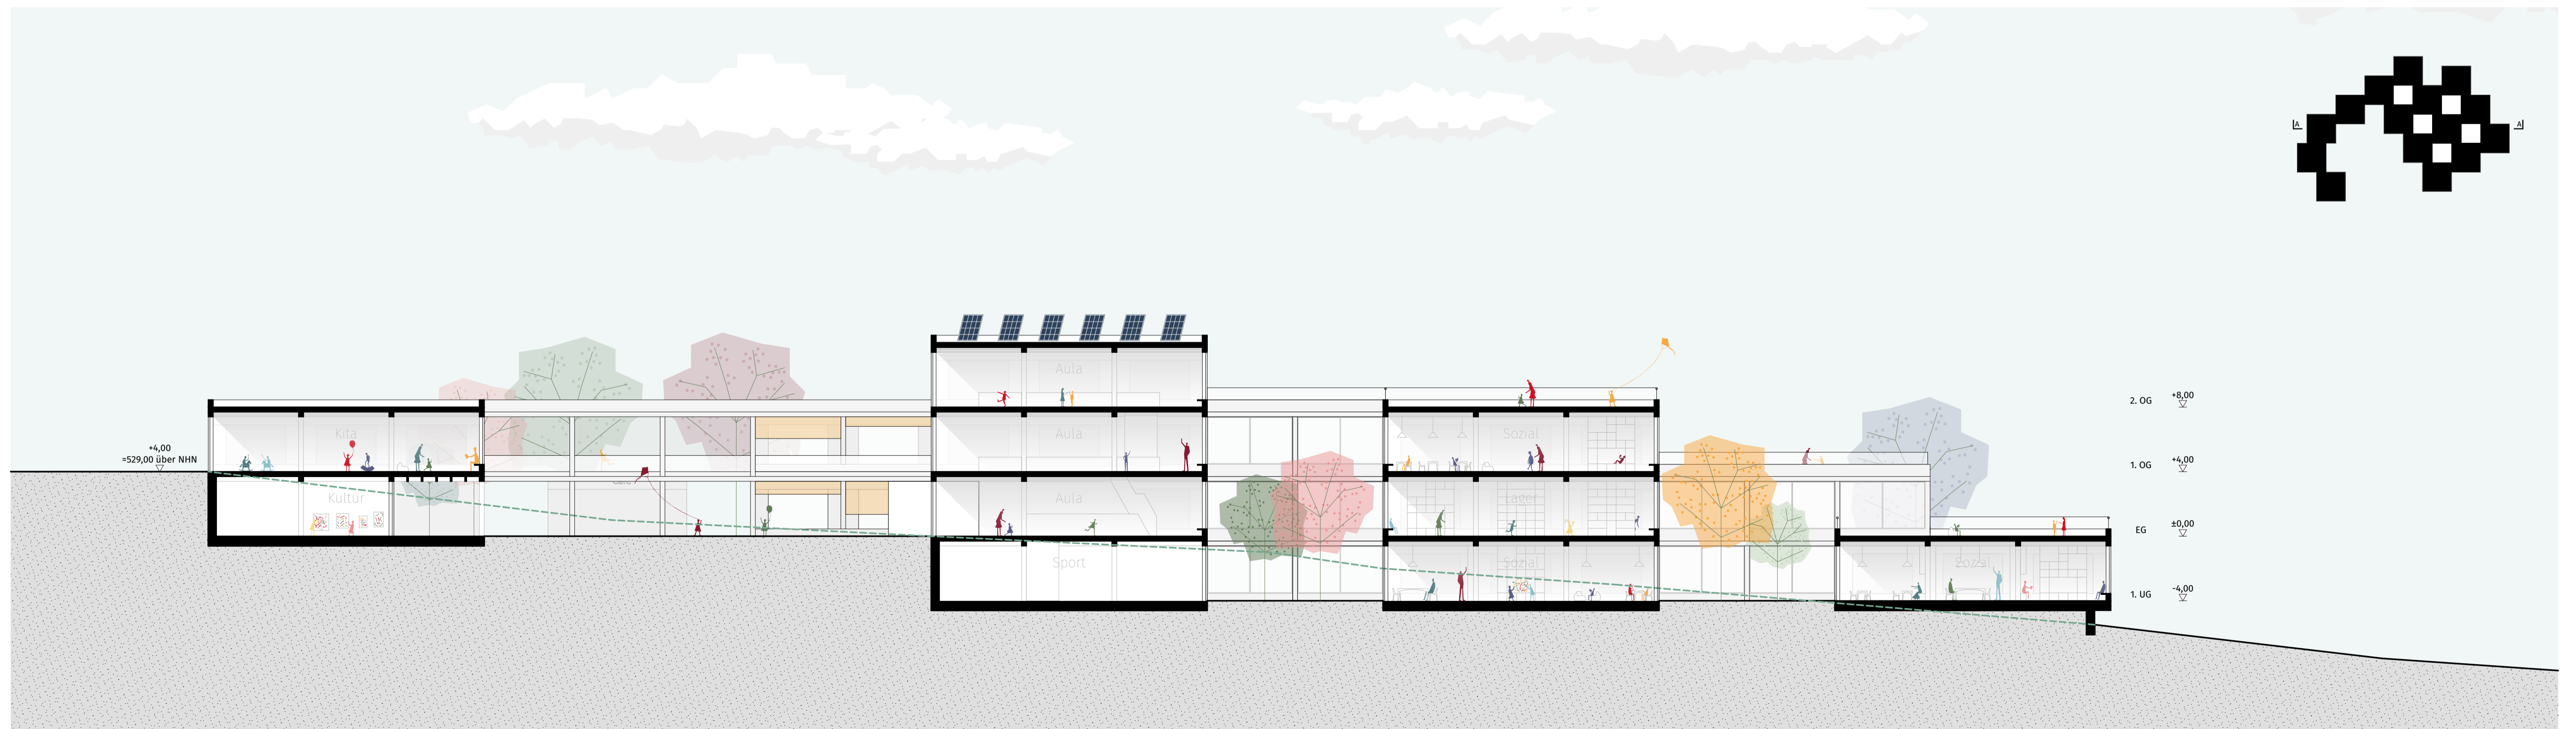 A
A
Aula
2. OG +8,00
Kita
Aula
Sozial
+4,00
=529,00 über NHN
1. OG +4,00
Kultur
Aula
Lager
EG ±0,00
Sport
Sozial
Sozial
1. UG -4,00